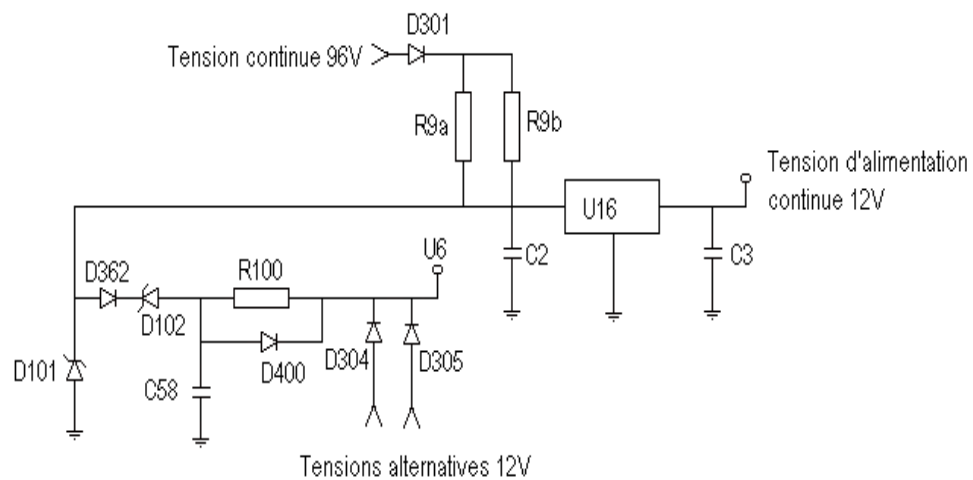 D301
Tension continue 96V
R9a
R9b
Tension d'alimentation
continue 12V
U16
U6
C2
C3
D362
R100
D102
D304
D305
D101
C58
D400
Tensions alternatives 12V